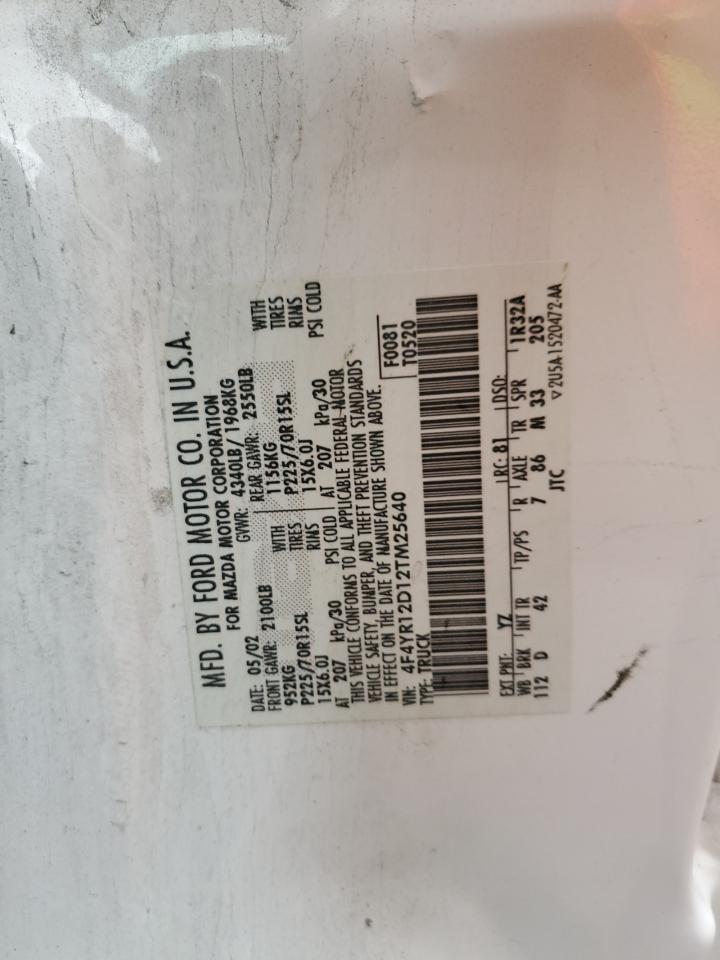 MFD. BY FORD MOTOR CO. IN U.S.A.
FOR MAZDA MOTOR CORPORATION
DATE: 05/02 GVWR: 4340LB/ 1968KG
FRONT GAWR: 2100LB REAR GAWR: 2550LB
952KG WITH 1156KG WITH
P225/70R15SL TIRES P225/70R15SL TIRES
15X6.0J RIMS 15X6.0J RIMS
AT 207 kPa/30 PSI COLD AT 207 kPa/30 PSI COLD
THIS VEHICLE CONFORMS TO ALL APPLICABLE FEDERAL MOTOR
VEHICLE SAFETY, BUMPER, AND THEFT PREVENTION STANDARDS
IN EFFECT ON THE DATE OF MANUFACTURE SHOWN ABOVE.
VIN: 4F4YR12D12TM25640 F0081
TYPE: TRUCK T0520
EXT PNT: YZ RC: 81 DSO:
WB BRK INT TR TP/PS R AXLE TR SPR 1R32A
112 D 42 7 86 M 33 205
JTC ▽2U5A-1520472-AA